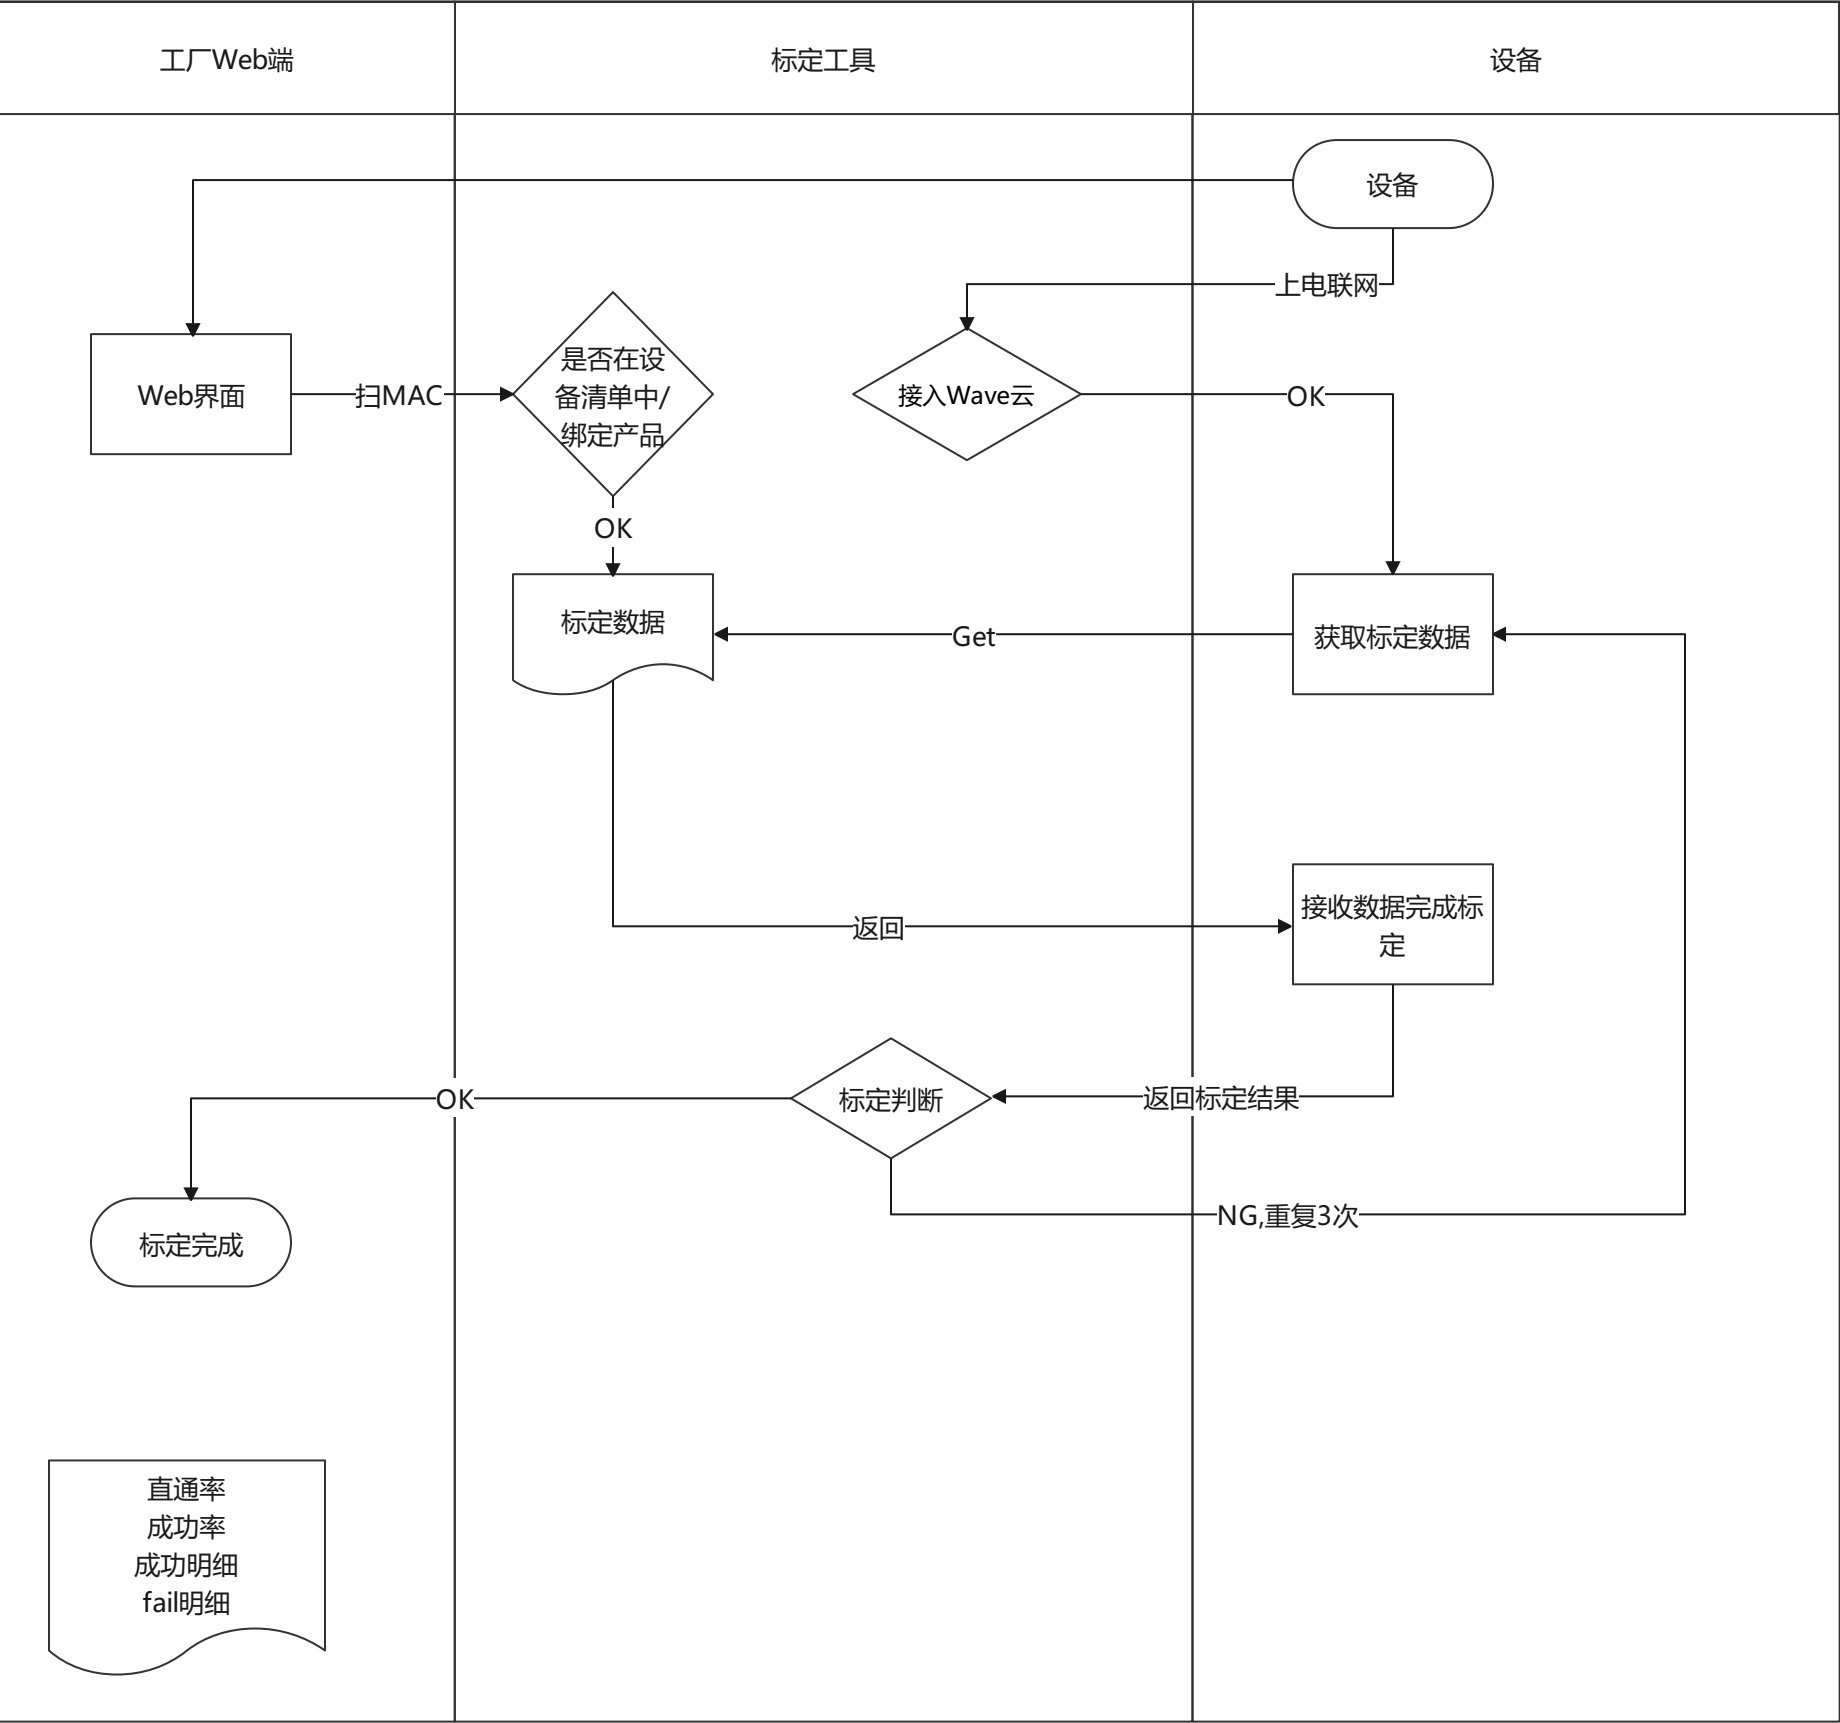 工厂Web端
标定工具
设备
设备
上电联网
Web界面
扫MAC
是否在设
备清单中/
绑定产品
接入Wave云
OK
OK
标定数据
Get
获取标定数据
返回
接收数据完成标
定
OK
标定判断
返回标定结果
NG,重复3次
标定完成
直通率
成功率
成功明细
fail明细